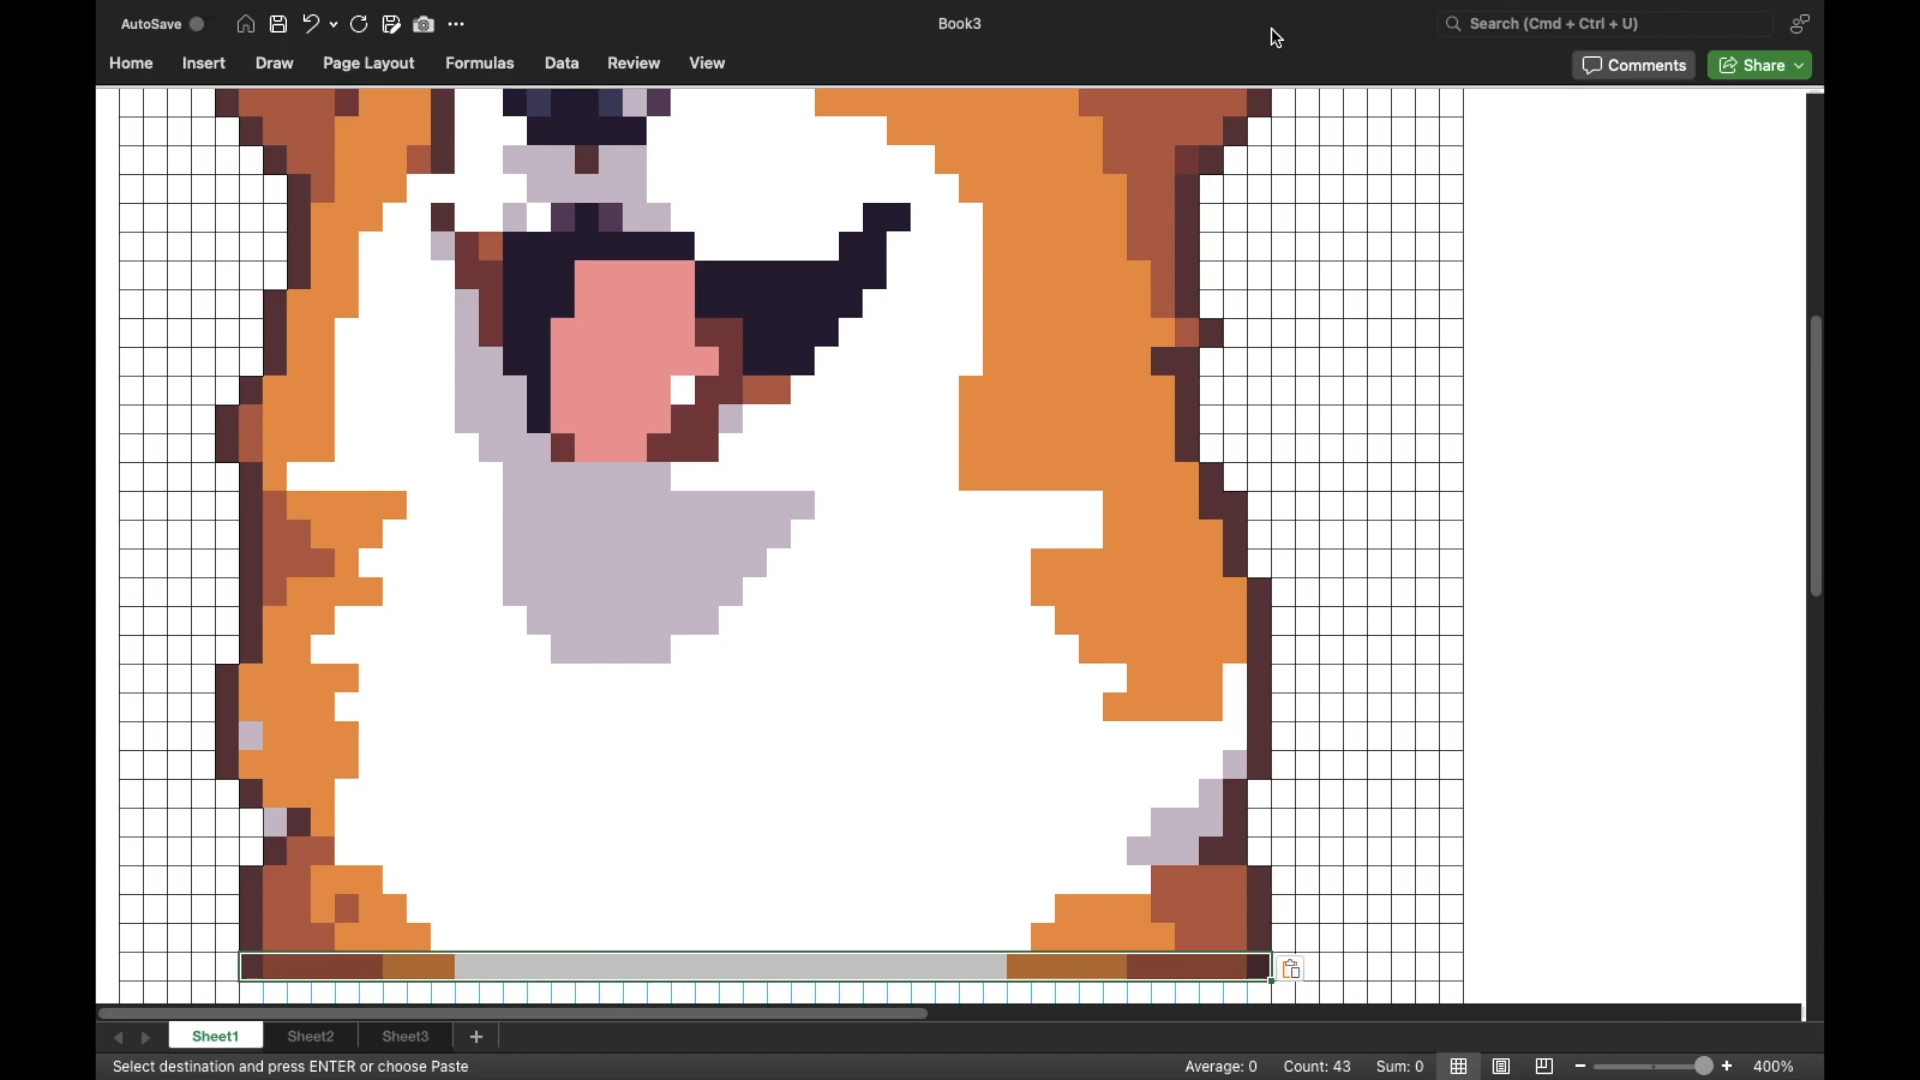 AutoSave
Book3
Search (Cmd + Ctrl + U)
Home Insert Draw Page Layout Formulas Data Review View
Comments Share
Sheet1 Sheet2 Sheet3
Select destination and press ENTER or choose Paste
Average: 0 Count: 43 Sum: 0
400%